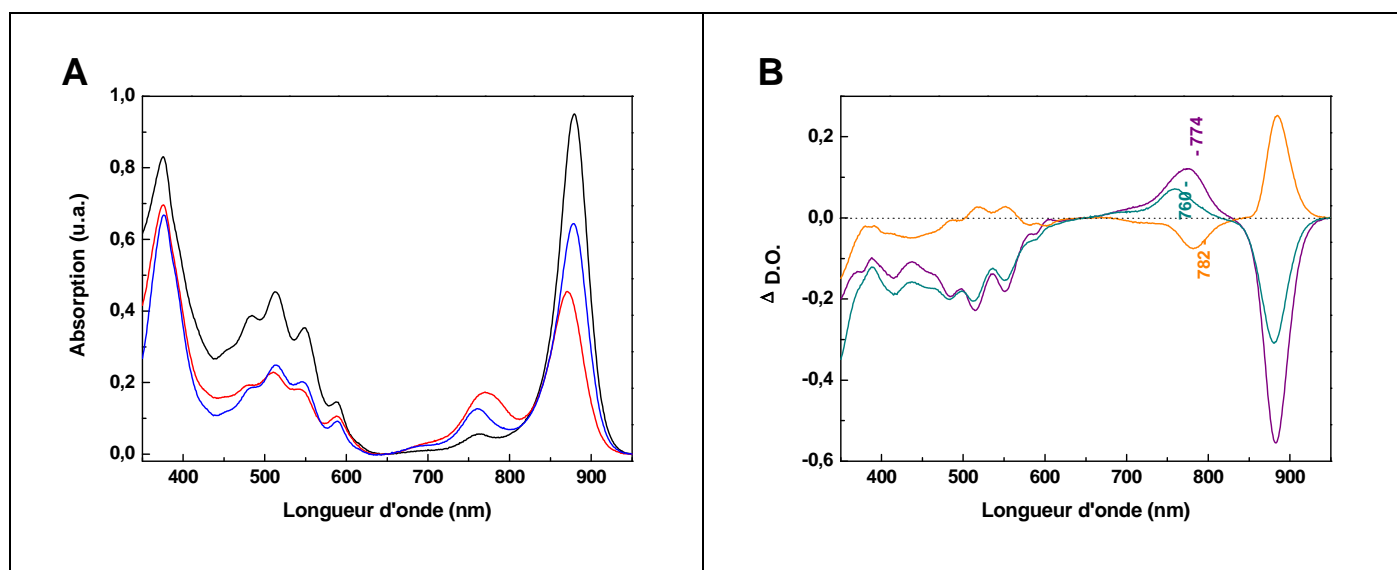 A
Absorption (u.a.)
1,0
0,8
0,6
0,4
0,2
0,0
400 500 600 700 800 900
Longueur d'onde (nm)
B
Δ D.O.
0,2
0,0
-0,2
-0,4
-0,6
- 774
760 -
782 -
400 500 600 700 800 900
Longueur d'onde (nm)